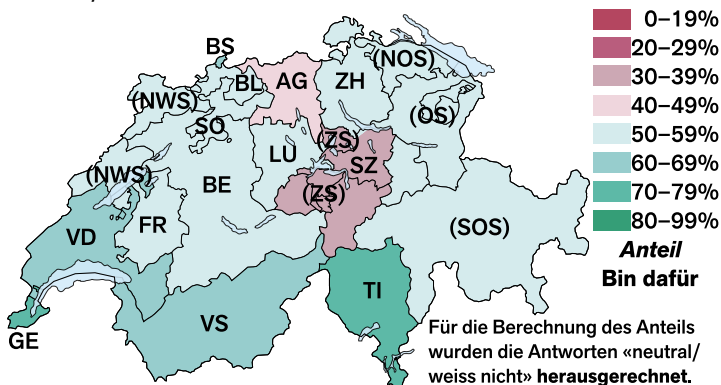 BS
(NOS)
BL
AG
ZH
(NWS)
(OS)
SO
(ZS)
LU
SZ
(NWS)
BE
(ZS)
FR
VD
(SOS)
TI
VS
GE
0–19%
20–29%
30–39%
40–49%
50–59%
60–69%
70–79%
80–99%
Anteil
Bin dafür
Für die Berechnung des Anteils
wurden die Antworten «neutral/
weiss nicht» herausgerechnet.